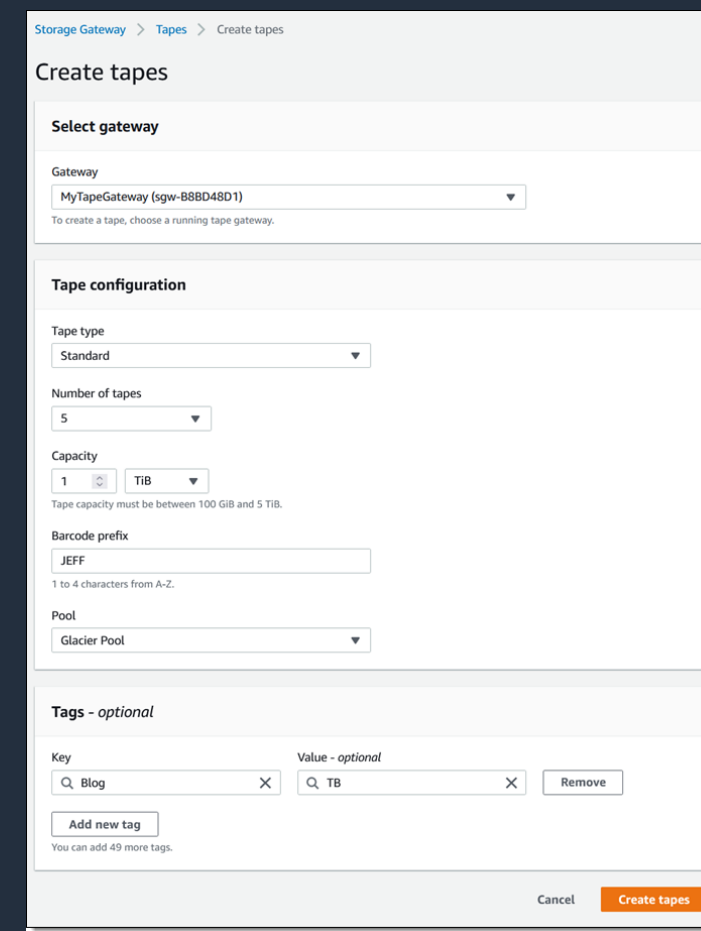 Storage Gateway > Tapes > Create tapes
Create tapes
Select gateway
Gateway
MyTapeGateway (sgw-B8BD48D1)
To create a tape, choose a running tape gateway.
Tape configuration
Tape type
Standard
Number of tapes
5
Capacity
1 TiB
Tape capacity must be between 100 GiB and 5 TiB.
Barcode prefix
JEFF
1 to 4 characters from A-Z.
Pool
Glacier Pool
Tags - optional
Key Value - optional
Blog TB Remove
Add new tag
You can add 49 more tags.
Cancel Create tapes